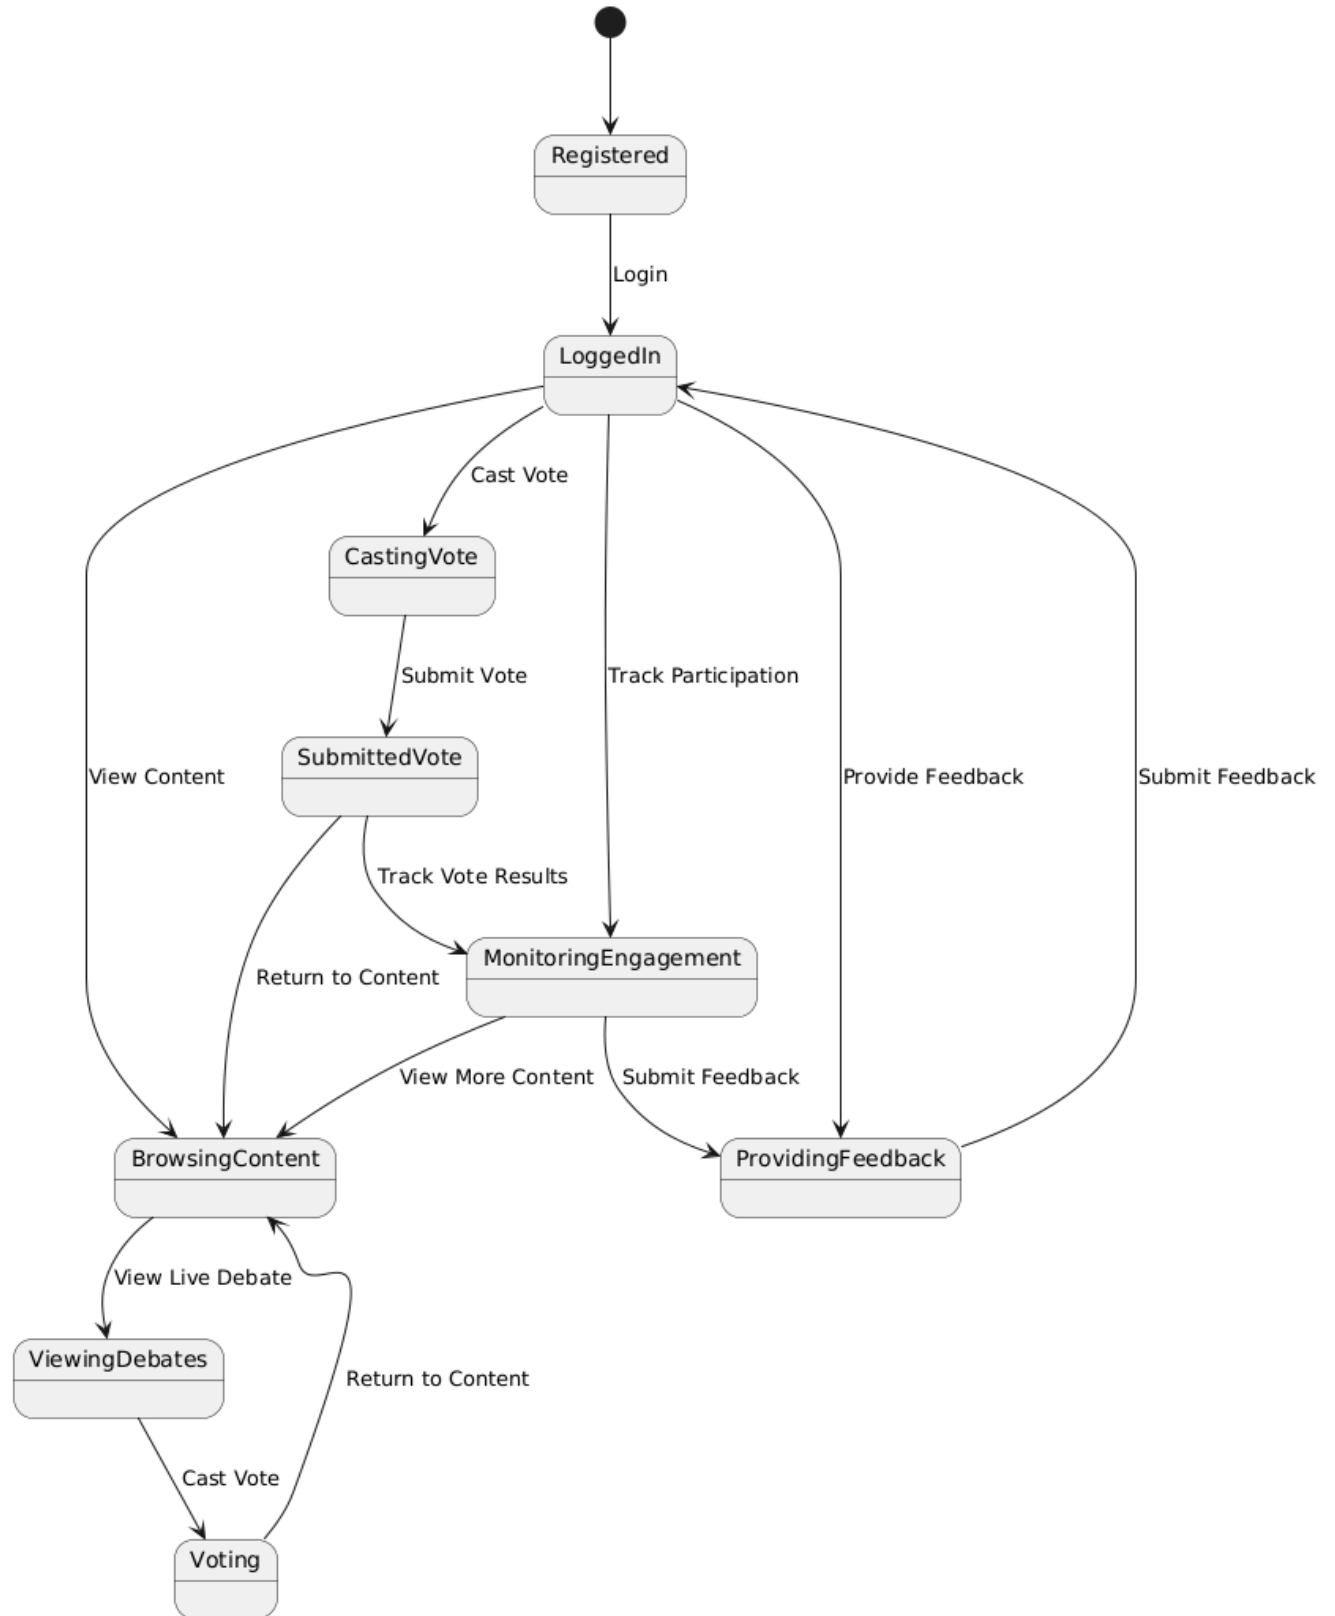 Registered
Login
LoggedIn
Cast Vote
CastingVote
Submit Vote
Track Participation
SubmittedVote
View Content
Provide Feedback
Submit Feedback
Track Vote Results
MonitoringEngagement
Return to Content
View More Content
Submit Feedback
BrowsingContent
ProvidingFeedback
View Live Debate
ViewingDebates
Return to Content
Cast Vote
Voting